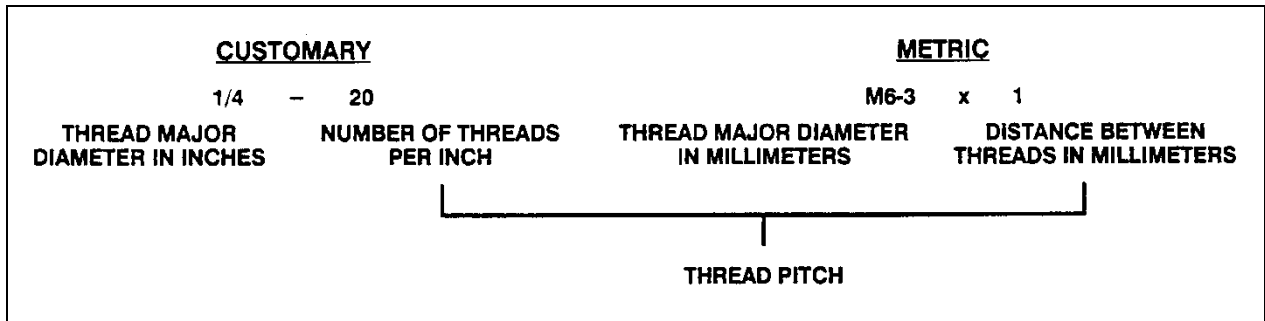 CUSTOMARY
METRIC
1/4 – 20
M6-3 x 1
THREAD MAJOR DIAMETER IN INCHES
NUMBER OF THREADS PER INCH
THREAD MAJOR DIAMETER IN MILLIMETERS
DISTANCE BETWEEN THREADS IN MILLIMETERS
THREAD PITCH